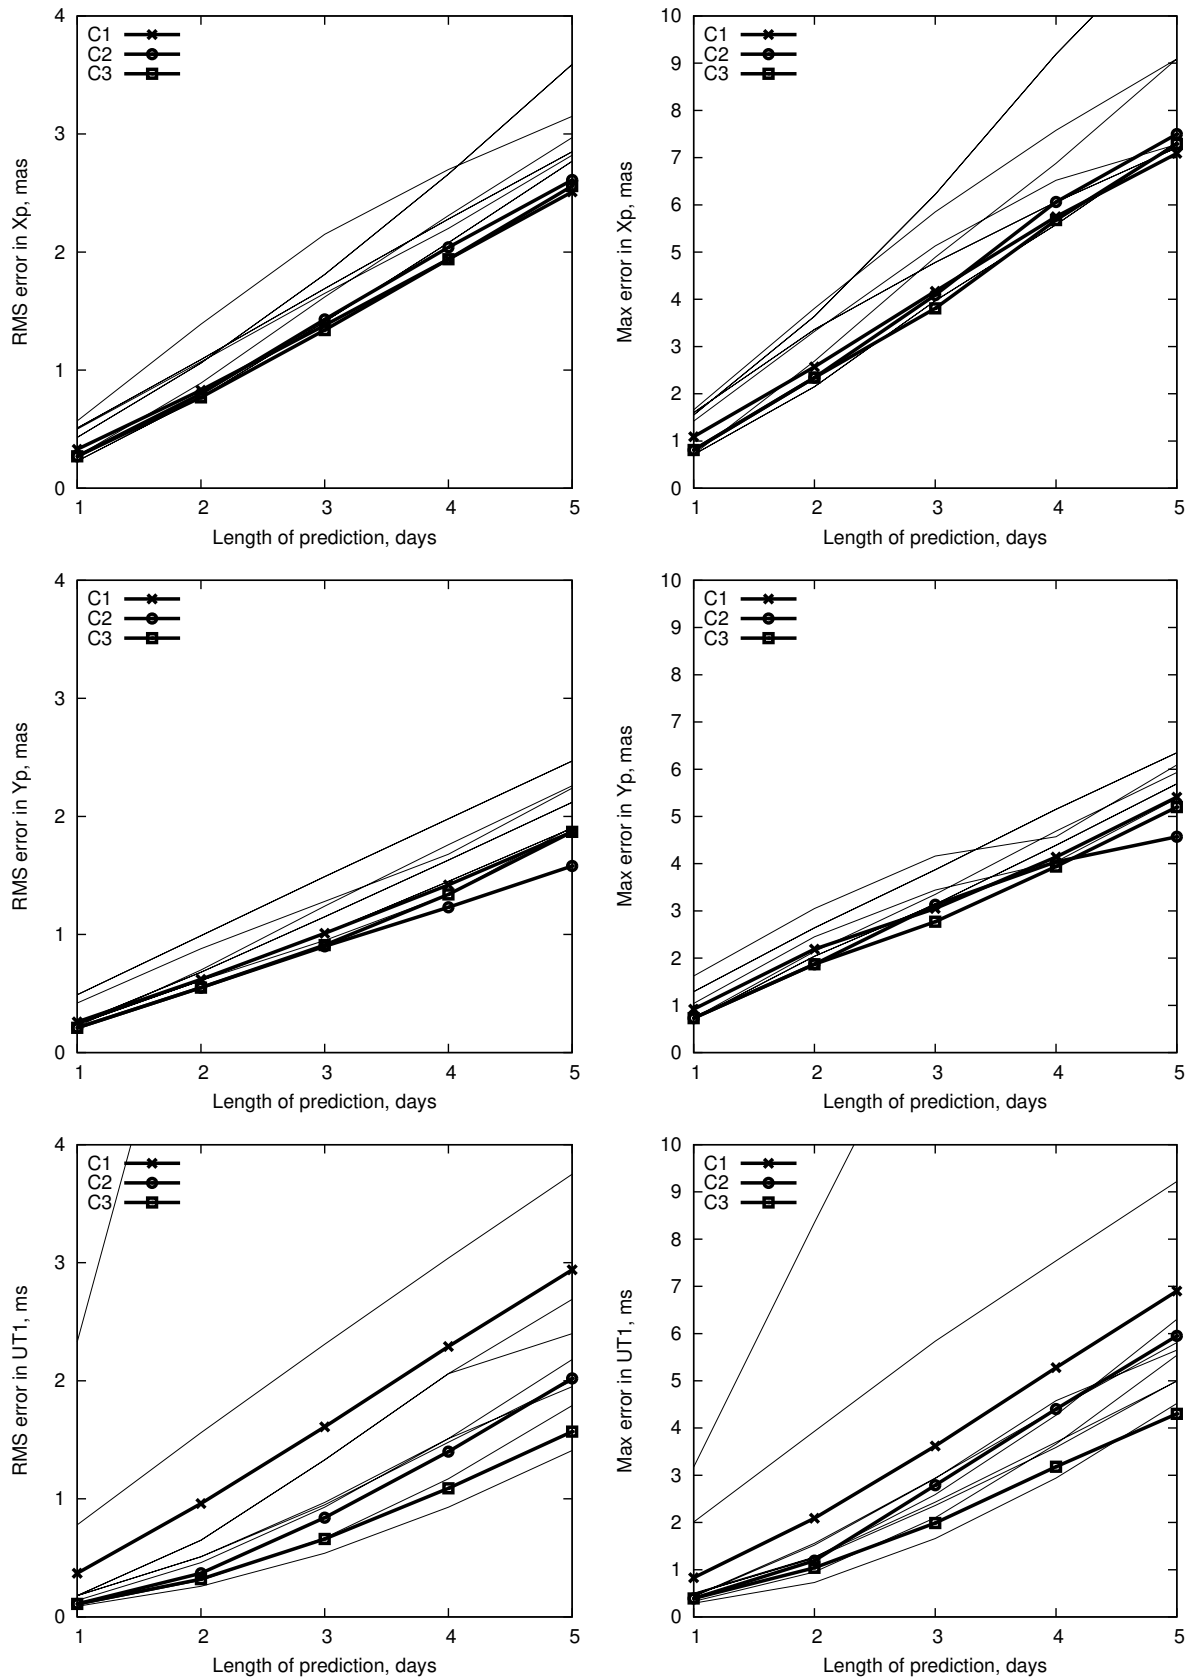 4
3
2
1
0
RMS error in Xp, mas
C1
C2
C3
1 2 3 4 5
Length of prediction, days
10
9
8
7
6
5
4
3
2
1
0
Max error in Xp, mas
C1
C2
C3
1 2 3 4 5
Length of prediction, days
4
3
2
1
0
RMS error in Yp, mas
C1
C2
C3
1 2 3 4 5
Length of prediction, days
10
9
8
7
6
5
4
3
2
1
0
Max error in Yp, mas
C1
C2
C3
1 2 3 4 5
Length of prediction, days
4
3
2
1
0
RMS error in UT1, ms
C1
C2
C3
1 2 3 4 5
Length of prediction, days
10
9
8
7
6
5
4
3
2
1
0
Max error in UT1, ms
C1
C2
C3
1 2 3 4 5
Length of prediction, days